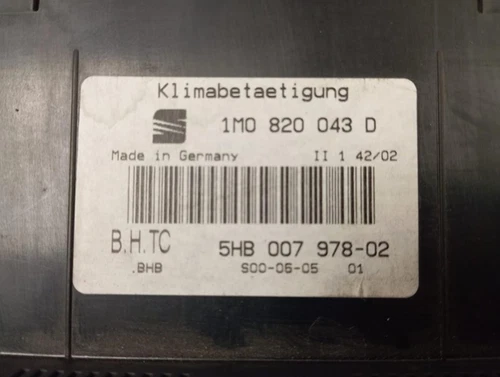 Klimabetaetigung
1M0 820 043 D
Made in Germany II 1 42/02
B.H.TC 5HB 007 978-02
.BHB S00-06-05 01